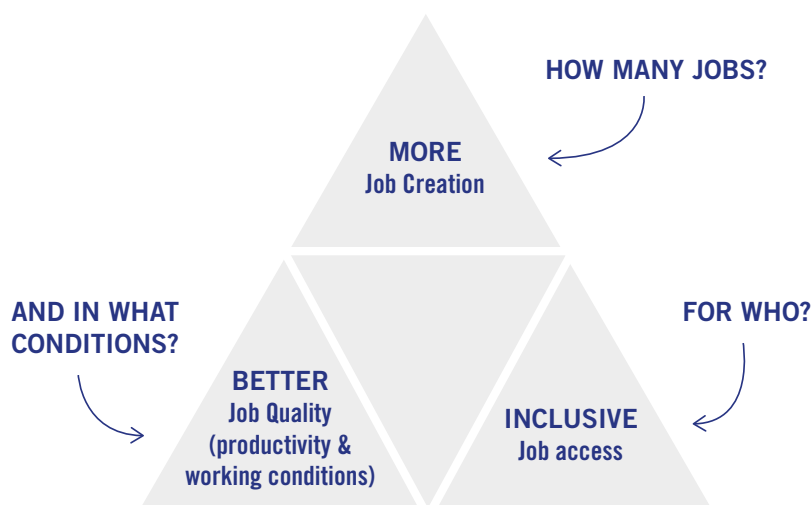 HOW MANY JOBS?
MORE
Job Creation
AND IN WHAT
CONDITIONS?
FOR WHO?
BETTER
Job Quality
(productivity &
working conditions)
INCLUSIVE
Job access